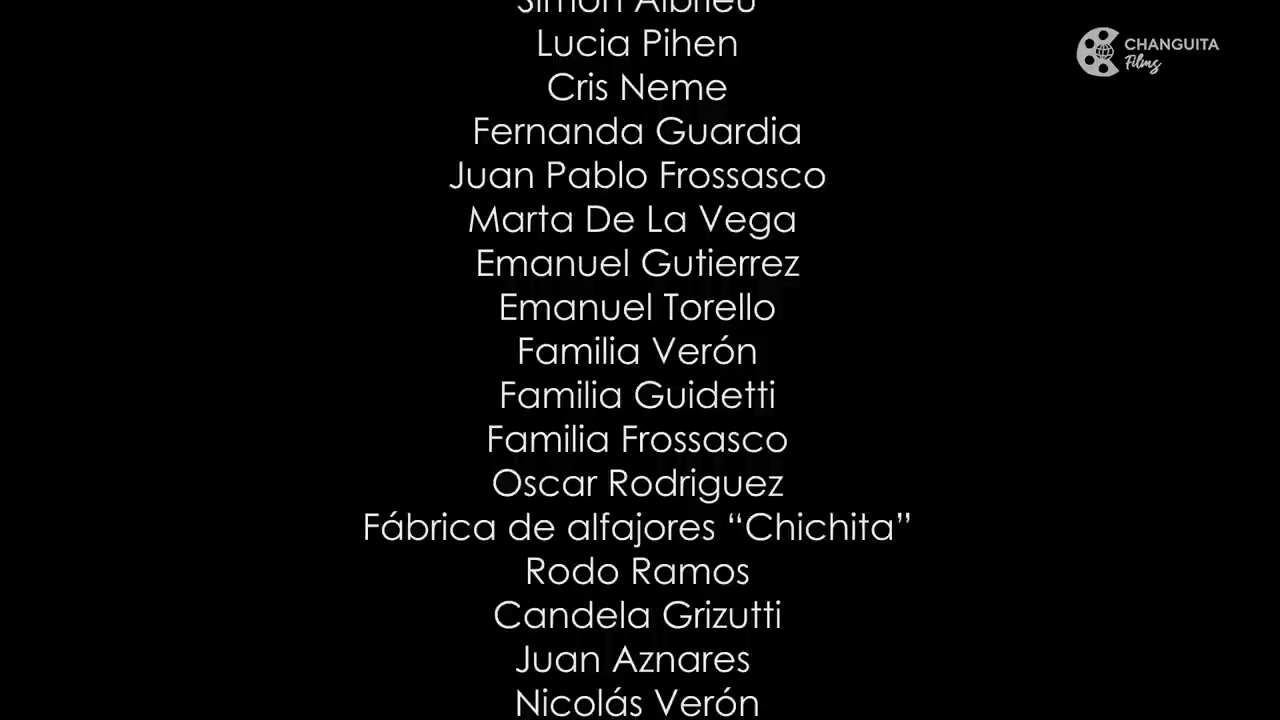 Simón Albrieu
Lucia Pihen
Cris Neme
Fernanda Guardia
Juan Pablo Frossasco
Marta De La Vega
Emanuel Gutierrez
Emanuel Torello
Familia Verón
Familia Guidetti
Familia Frossasco
Oscar Rodriguez
Fábrica de alfajores “Chichita”
Rodo Ramos
Candela Grizutti
Juan Aznares
Nicolás Verón
CHANGUITA
Films